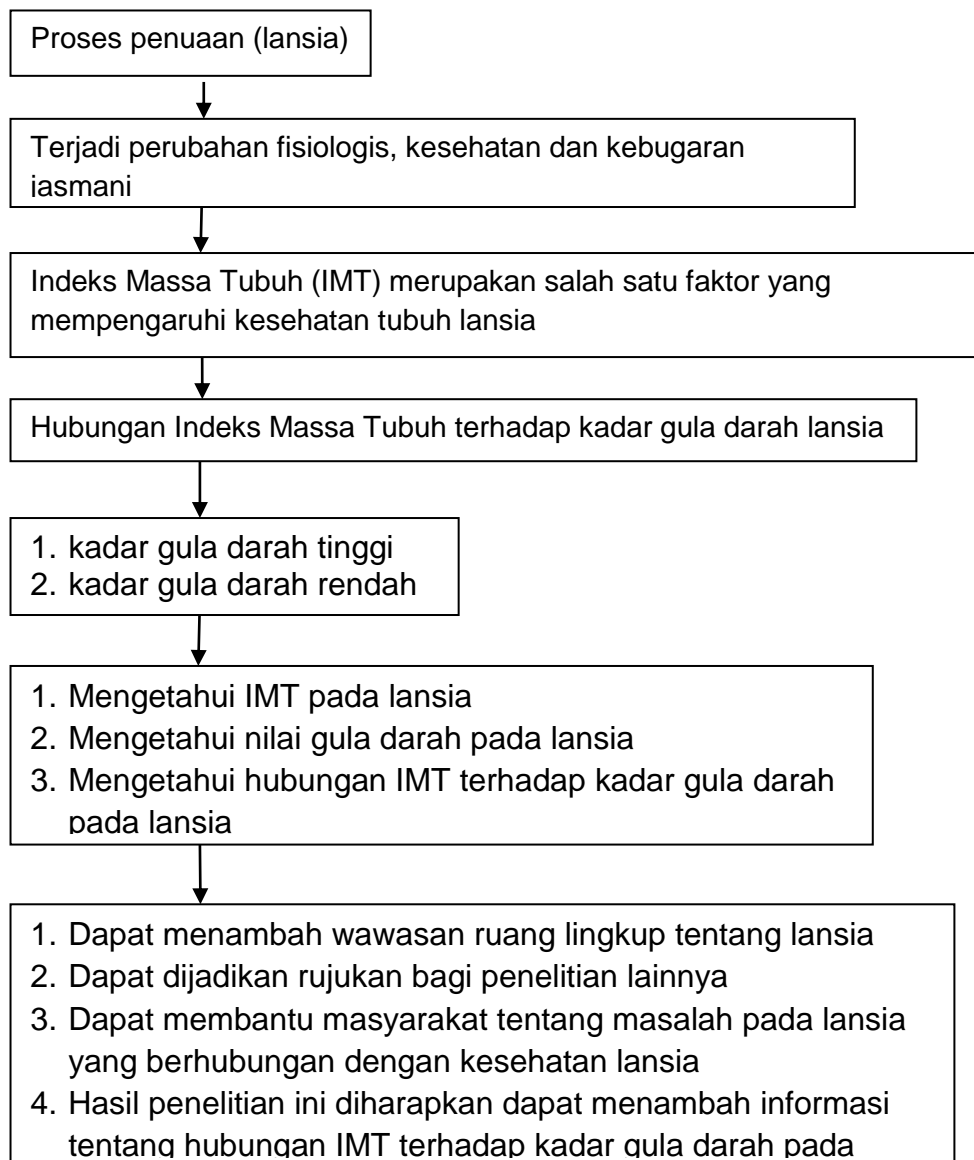 Proses penuaan (lansia)
Terjadi perubahan fisiologis, kesehatan dan kebugaran
jasmani
Indeks Massa Tubuh (IMT) merupakan salah satu faktor yang
mempengaruhi kesehatan tubuh lansia
Hubungan Indeks Massa Tubuh terhadap kadar gula darah lansia
1. kadar gula darah tinggi
2. kadar gula darah rendah
1. Mengetahui IMT pada lansia
2. Mengetahui nilai gula darah pada lansia
3. Mengetahui hubungan IMT terhadap kadar gula darah
pada lansia
1. Dapat menambah wawasan ruang lingkup tentang lansia
2. Dapat dijadikan rujukan bagi penelitian lainnya
3. Dapat membantu masyarakat tentang masalah pada lansia
yang berhubungan dengan kesehatan lansia
4. Hasil penelitian ini diharapkan dapat menambah informasi
tentang hubungan IMT terhadap kadar gula darah pada